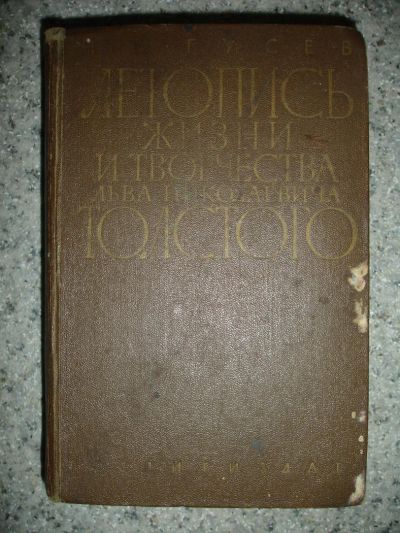 ГУСЕВ
ЛЕТОПИСЬ
ЖИЗНИ
И ТВОРЧЕСТВА
ЛЬВА НИКОЛАЕВИЧА
ТОЛСТОГО